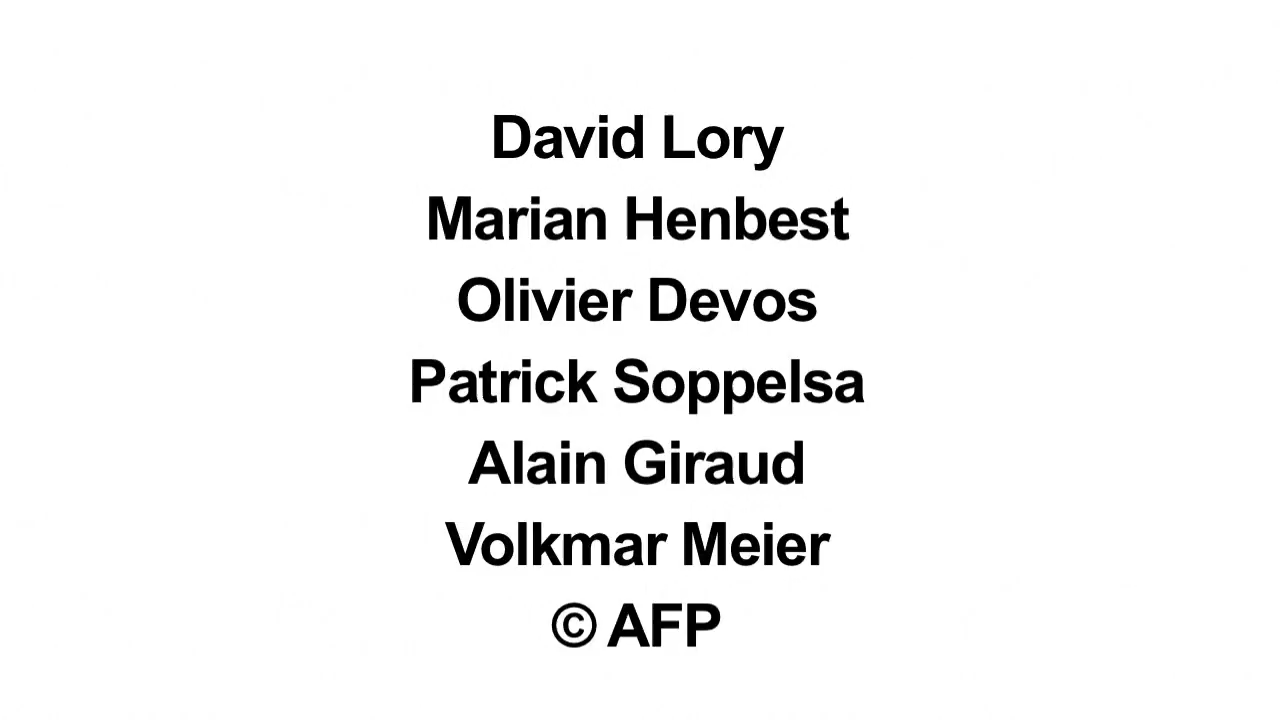 David Lory
Marian Henbest
Olivier Devos
Patrick Soppelsa
Alain Giraud
Volkmar Meier
© AFP